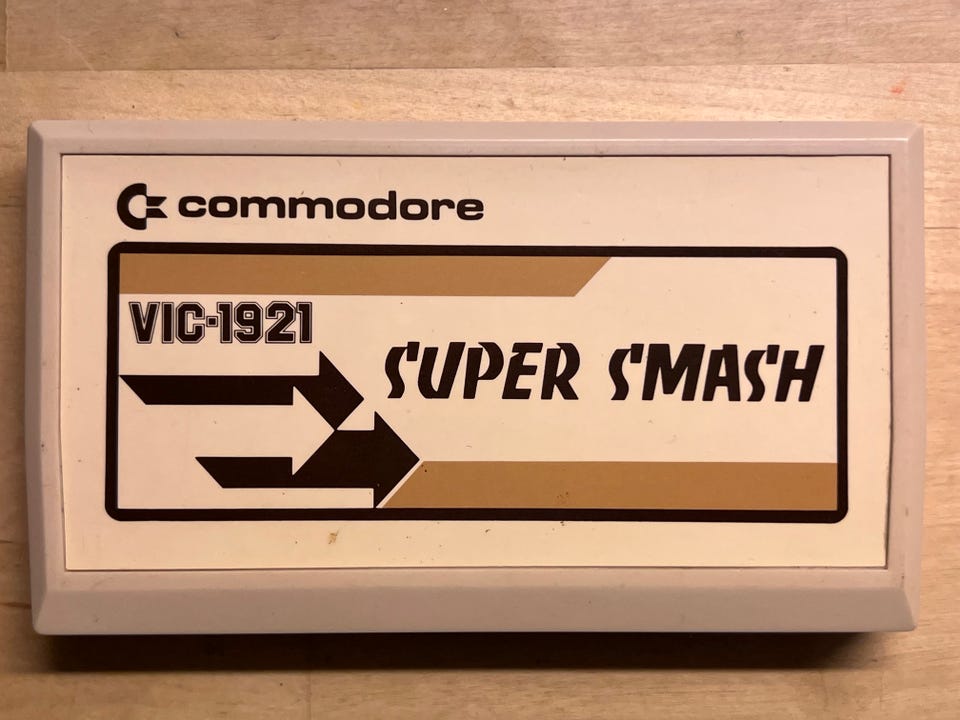 commodore
VIC-1921
SUPER SMASH